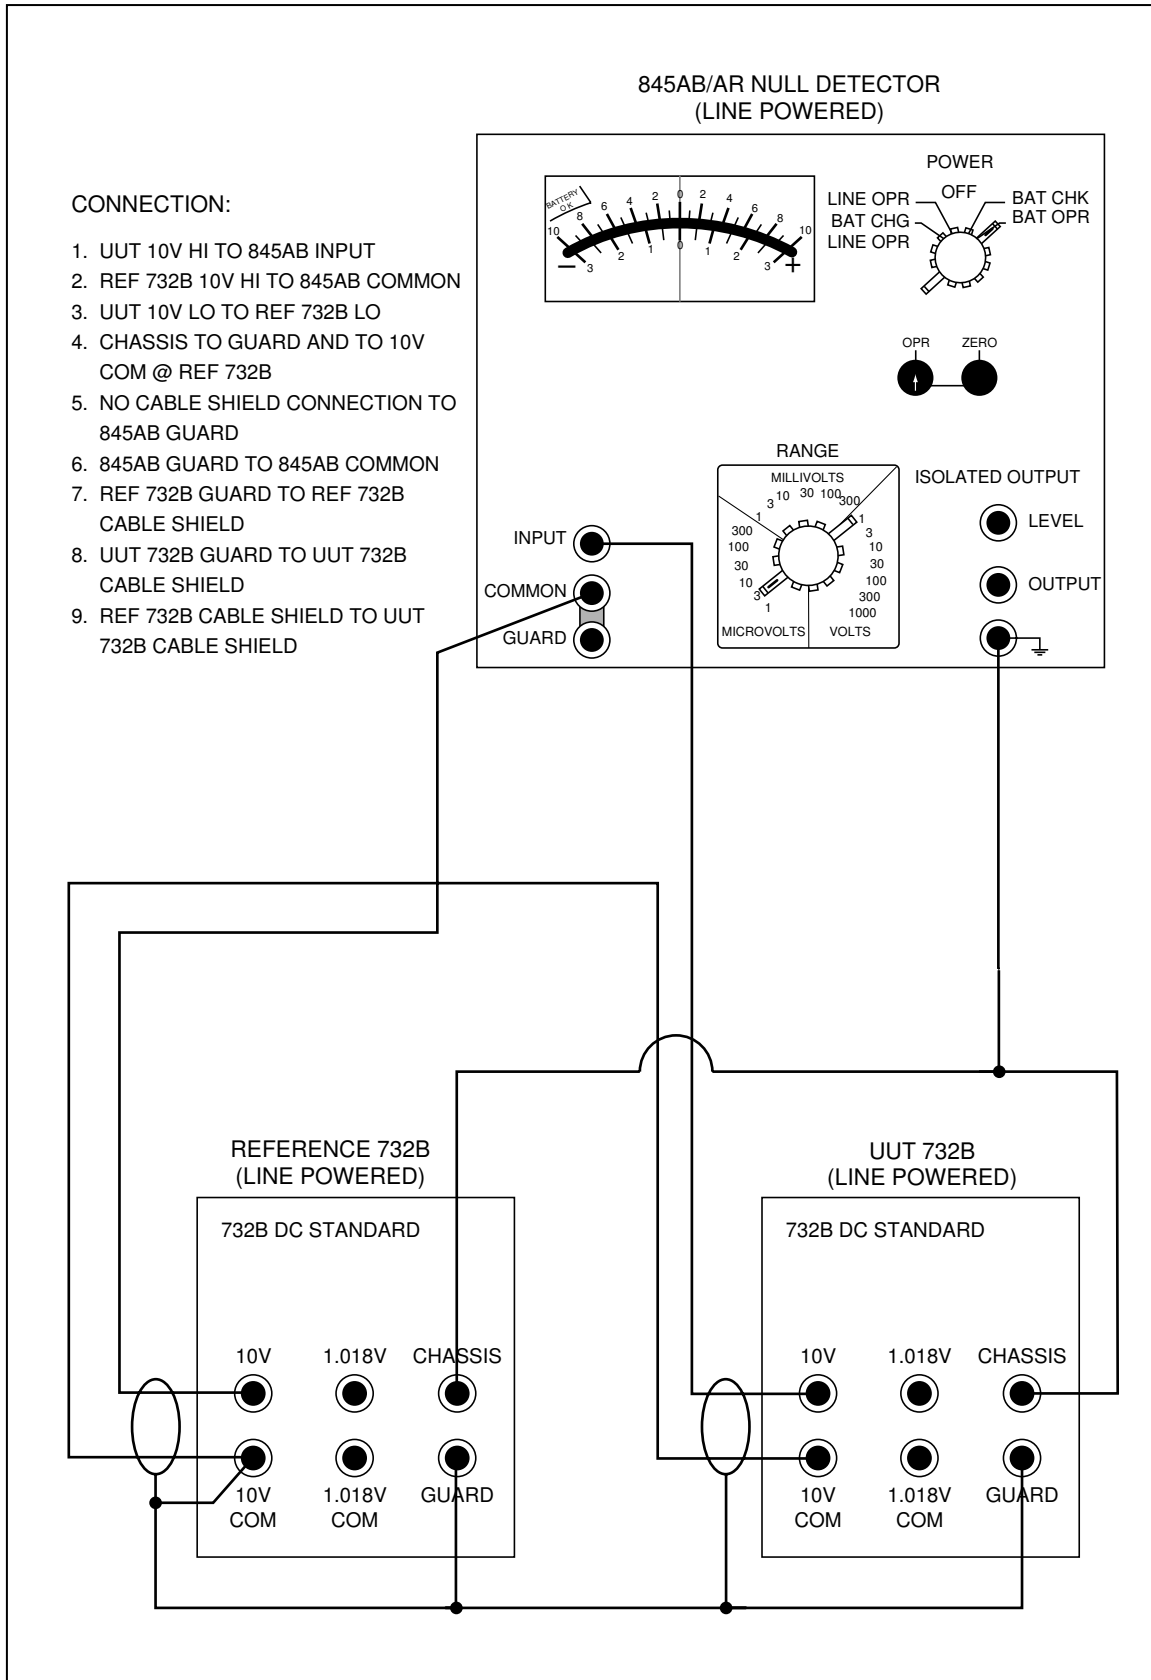 845AB/AR NULL DETECTOR
(LINE POWERED)
CONNECTION:
1. UUT 10V HI TO 845AB INPUT
2. REF 732B 10V HI TO 845AB COMMON
3. UUT 10V LO TO REF 732B LO
4. CHASSIS TO GUARD AND TO 10V
COM @ REF 732B
5. NO CABLE SHIELD CONNECTION TO
845AB GUARD
6. 845AB GUARD TO 845AB COMMON
7. REF 732B GUARD TO REF 732B
CABLE SHIELD
8. UUT 732B GUARD TO UUT 732B
CABLE SHIELD
9. REF 732B CABLE SHIELD TO UUT
732B CABLE SHIELD
BATTERY
OK
10 8 6 4 2 0 2 4 6 8 10
3 2 1 0 1 2 3
− +
POWER
OFF
LINE OPR
BAT CHG
LINE OPR
BAT CHK
BAT OPR
OPR ZERO
RANGE
MILLIVOLTS
1 3 10 30 100 300
300
100
30
10
3
1
MICROVOLTS
1
3
10
30
100
300
1000
VOLTS
INPUT
COMMON
GUARD
ISOLATED OUTPUT
LEVEL
OUTPUT
REFERENCE 732B
(LINE POWERED)
732B DC STANDARD
10V 1.018V CHASSIS
10V 1.018V GUARD
COM COM
UUT 732B
(LINE POWERED)
732B DC STANDARD
10V 1.018V CHASSIS
10V 1.018V GUARD
COM COM